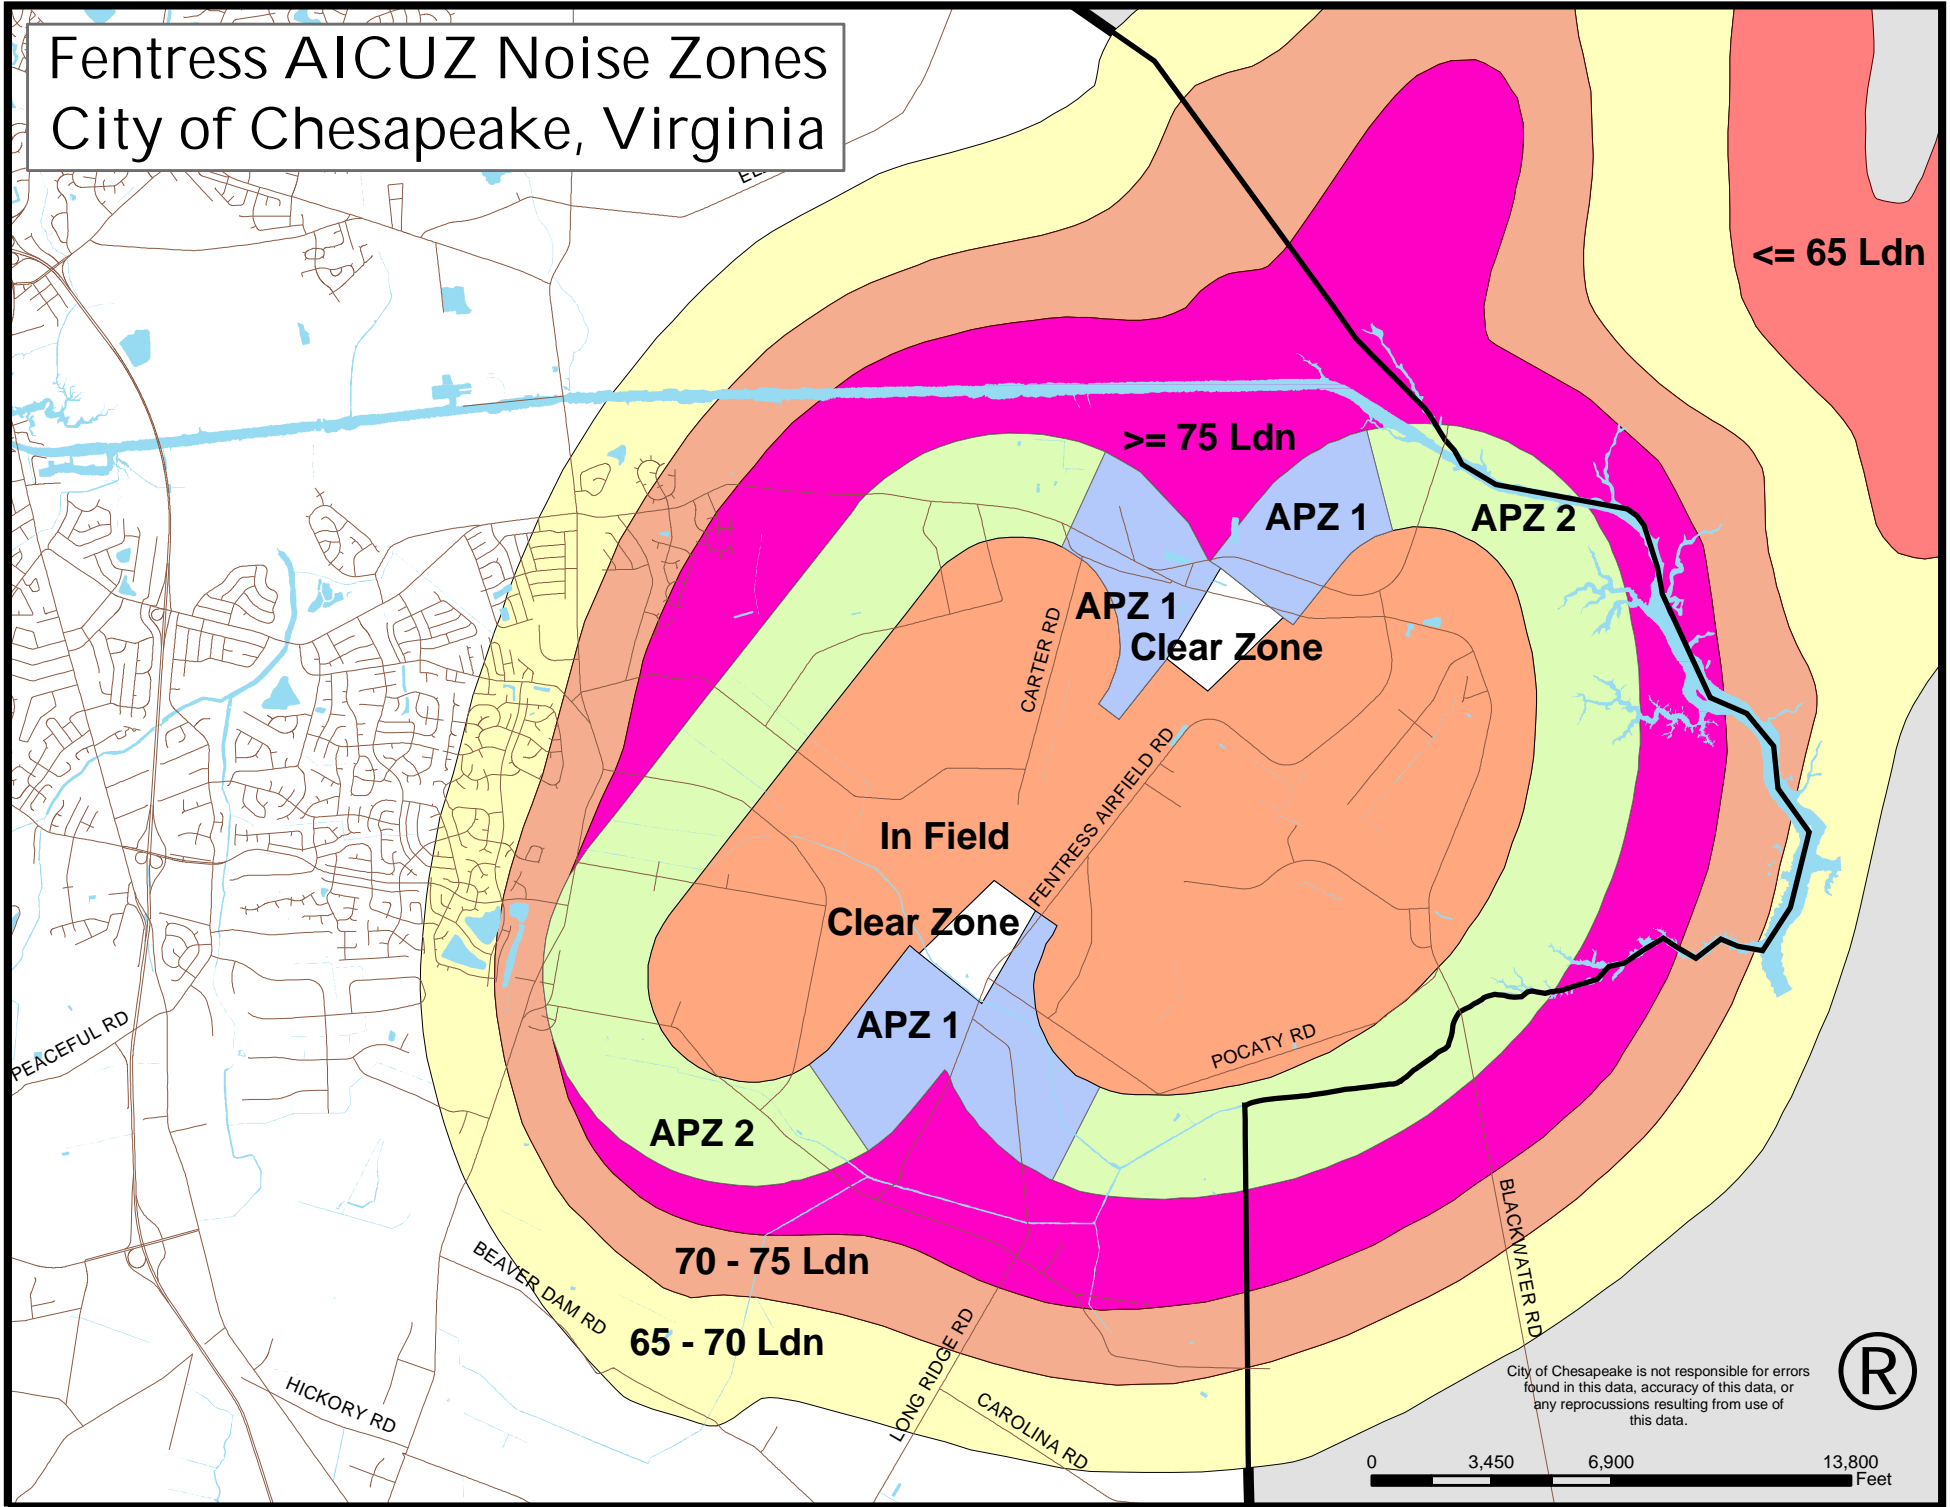 Fentress AICUZ Noise Zones
City of Chesapeake, Virginia
<= 65 Ldn
>= 75 Ldn
APZ 1
APZ 2
APZ 1
Clear Zone
CARTER RD
FENTRESS AIRFIELD RD
In Field
Clear Zone
APZ 1
PEACEFUL RD
POCATY RD
APZ 2
BLACKWATER RD
70 - 75 Ldn
BEAVER DAM RD
65 - 70 Ldn
LONG RIDGE RD
HICKORY RD
CAROLINA RD
City of Chesapeake is not responsible for errors
found in this data, accuracy of this data, or
any reprocussions resulting from use of
this data.
®
0 3,450 6,900 13,800
Feet